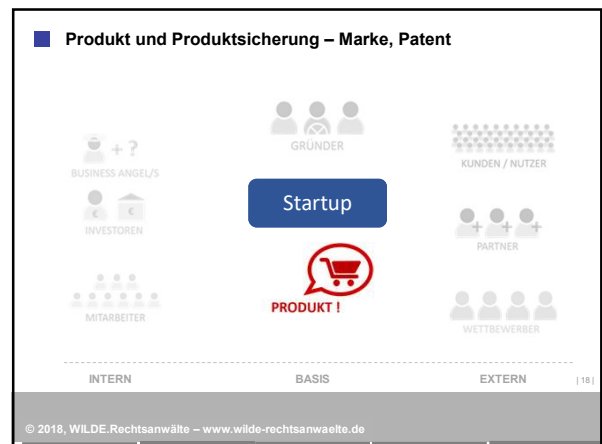 Produkt und Produktsicherung – Marke, Patent
GRÜNDER
+ ?
BUSINESS ANGEL/S
KUNDEN / NUTZER
Startup
€ €
INVESTOREN
PARTNER
PRODUKT !
MITARBEITER
WETTBEWERBER
INTERN BASIS EXTERN | 18 |
© 2018, WILDE.Rechtsanwälte – www.wilde-rechtsanwaelte.de